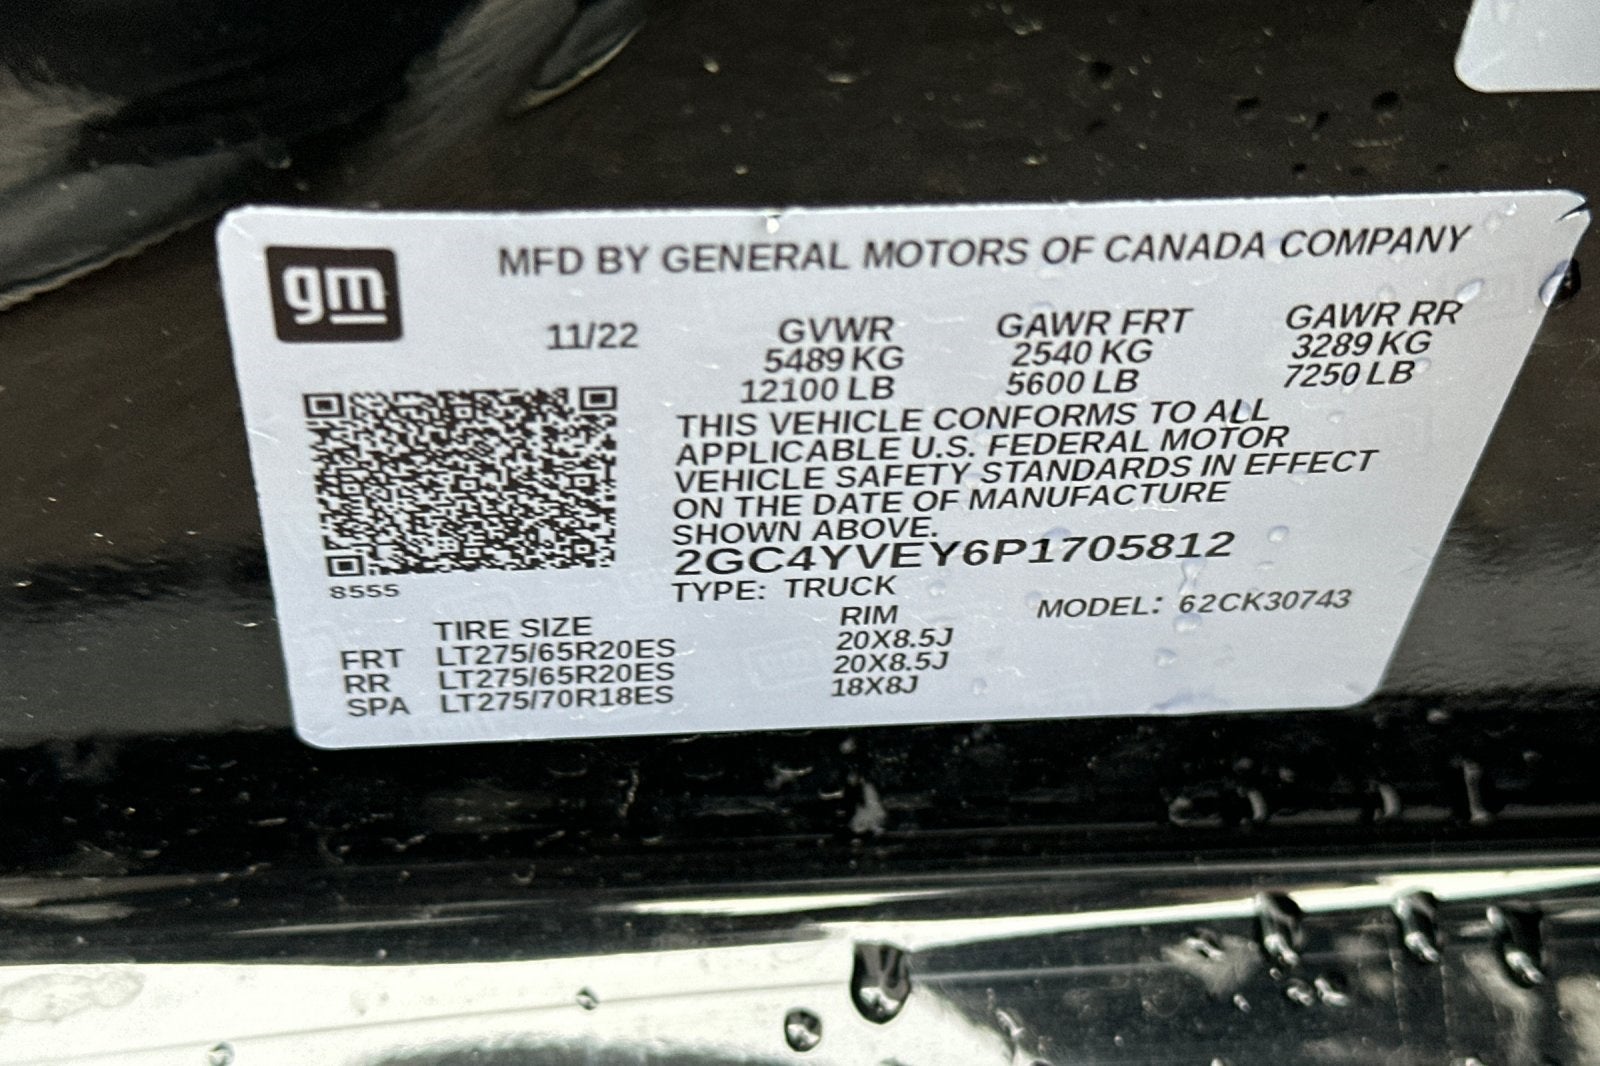 gm
MFD BY GENERAL MOTORS OF CANADA COMPANY
11/22 GVWR GAWR FRT GAWR RR
5489 KG 2540 KG 3289 KG
12100 LB 5600 LB 7250 LB
THIS VEHICLE CONFORMS TO ALL
APPLICABLE U.S. FEDERAL MOTOR
VEHICLE SAFETY STANDARDS IN EFFECT
ON THE DATE OF MANUFACTURE
SHOWN ABOVE.
2GC4YVEY6P1705812
8555
TYPE: TRUCK
MODEL: 62CK30743
TIRE SIZE RIM
FRT LT275/65R20ES 20X8.5J
RR LT275/65R20ES 20X8.5J
SPA LT275/70R18ES 18X8J